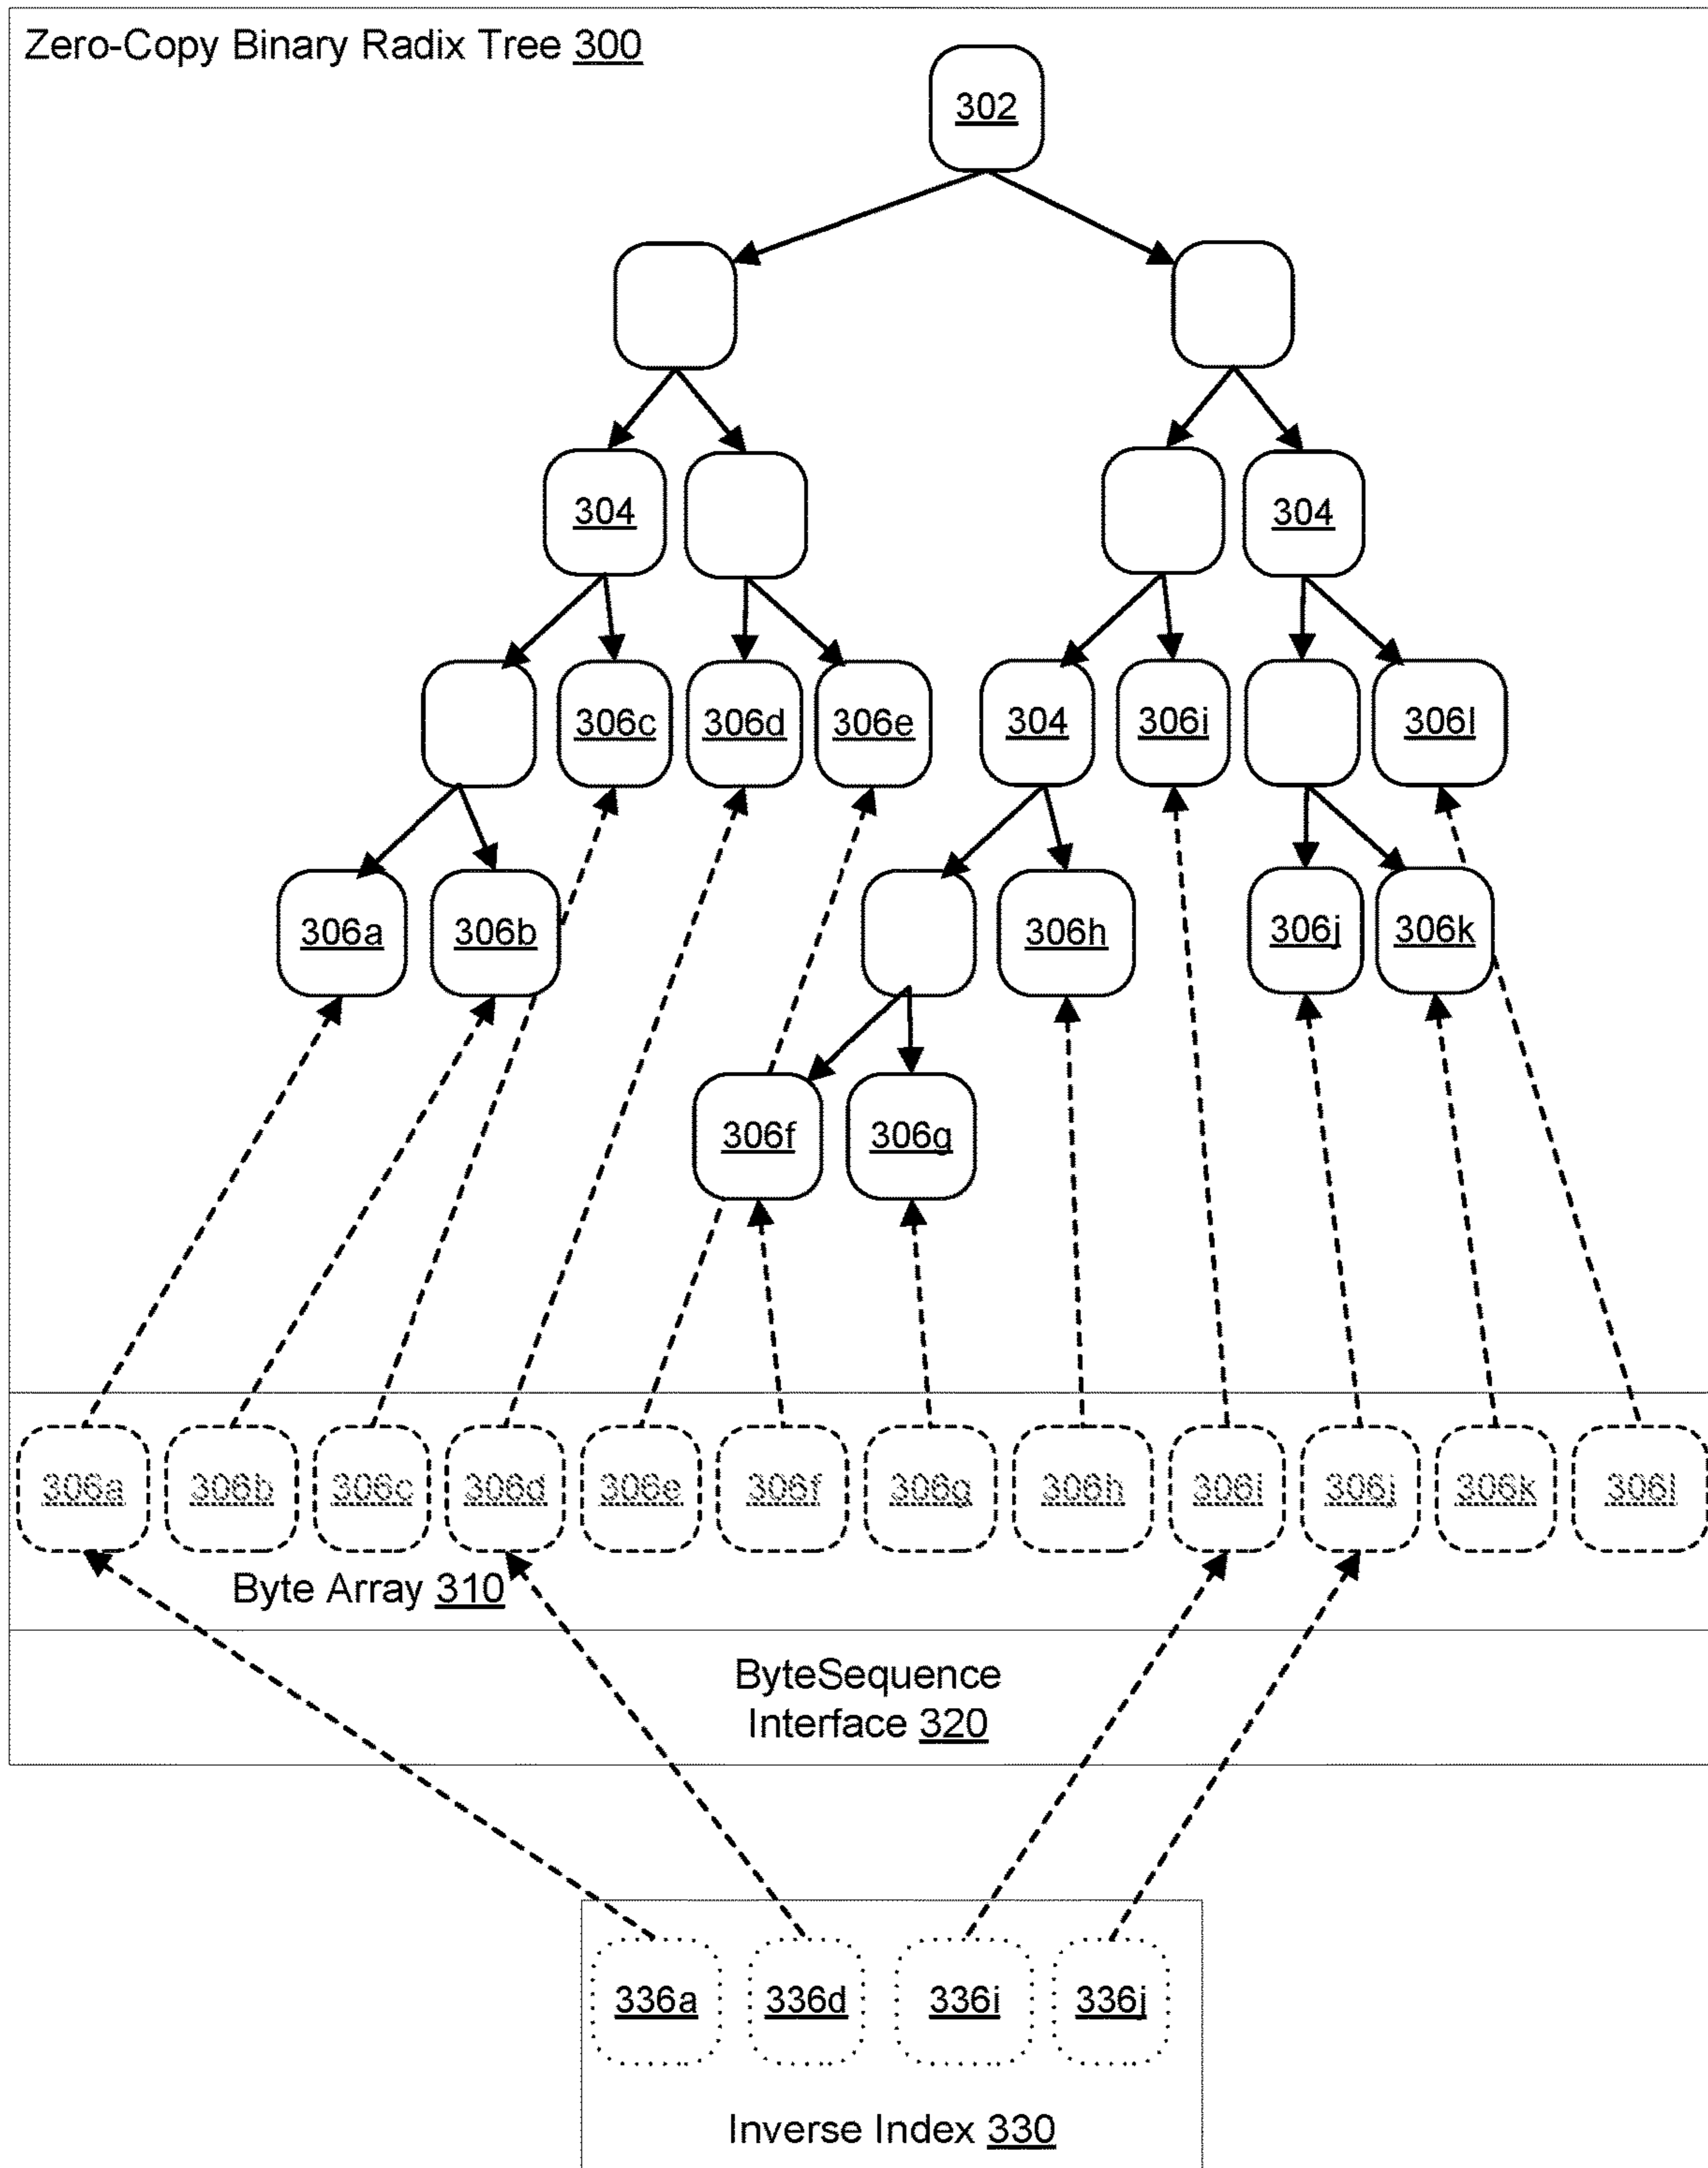 Zero-Copy Binary Radix Tree 300
302
304
304
306c 306d 306e 304 306i 306l
306a 306b 306h 306j 306k
306f 306g
306a 306b 306c 306d 306e 306f 306g 306h 306i 306j 306k 306l
Byte Array 310
ByteSequence
Interface 320
336a 336d 336i 336j
Inverse Index 330